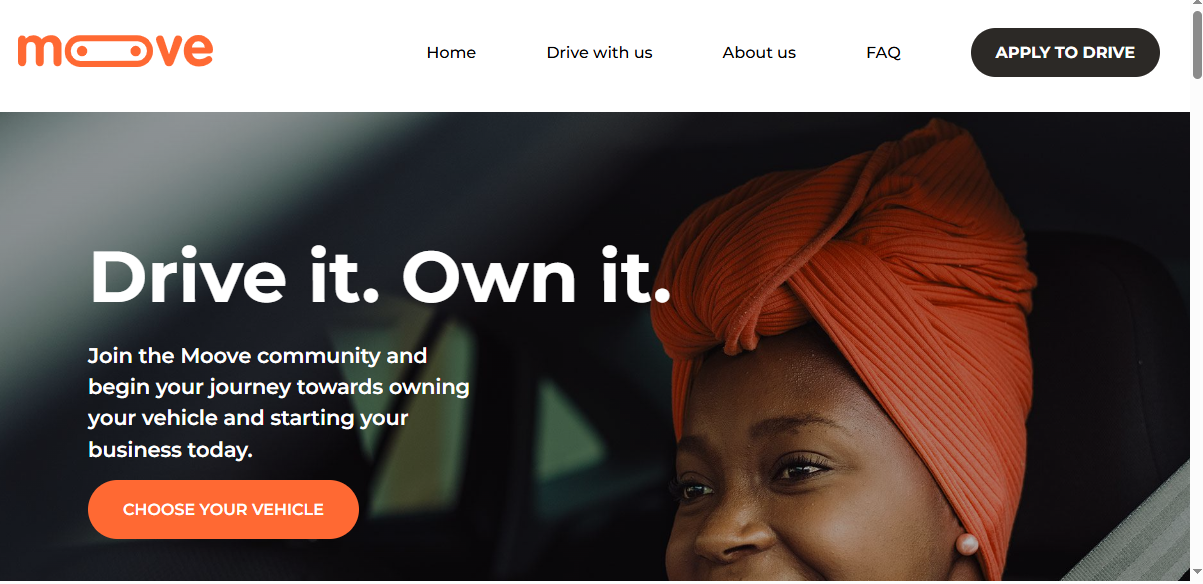 moove
Home
Drive with us
About us
FAQ
APPLY TO DRIVE
Drive it. Own it.
Join the Moove community and
begin your journey towards owning
your vehicle and starting your
business today.
CHOOSE YOUR VEHICLE